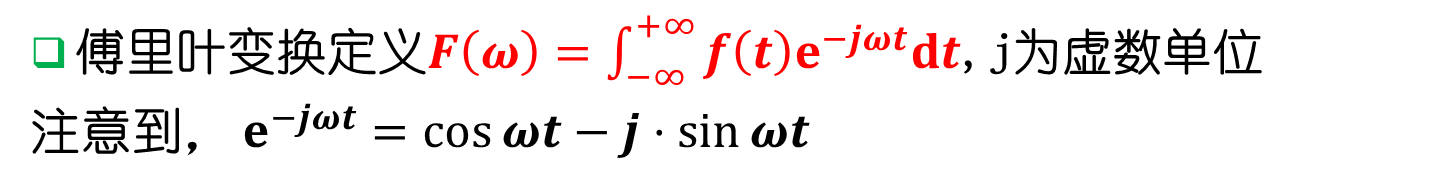 ❑ 傅里叶变换定义F(ω) = ∫_{−∞}^{+∞} f(t)e^{−jωt}dt, j为虚数单位
注意到， e^{−jωt} = cos ωt − j · sin ωt